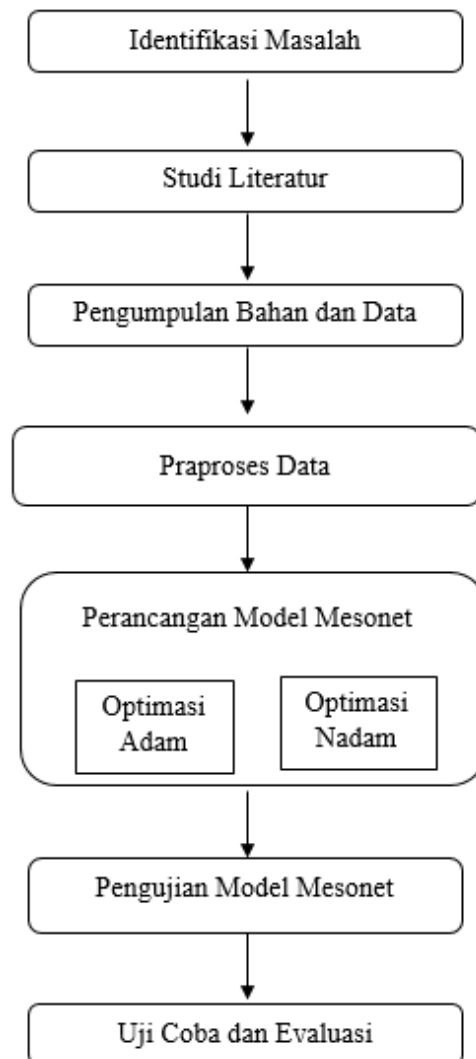 Identifikasi Masalah
Studi Literatur
Pengumpulan Bahan dan Data
Praproses Data
Perancangan Model Mesonet
Optimasi
Adam
Optimasi
Nadam
Pengujian Model Mesonet
Uji Coba dan Evaluasi